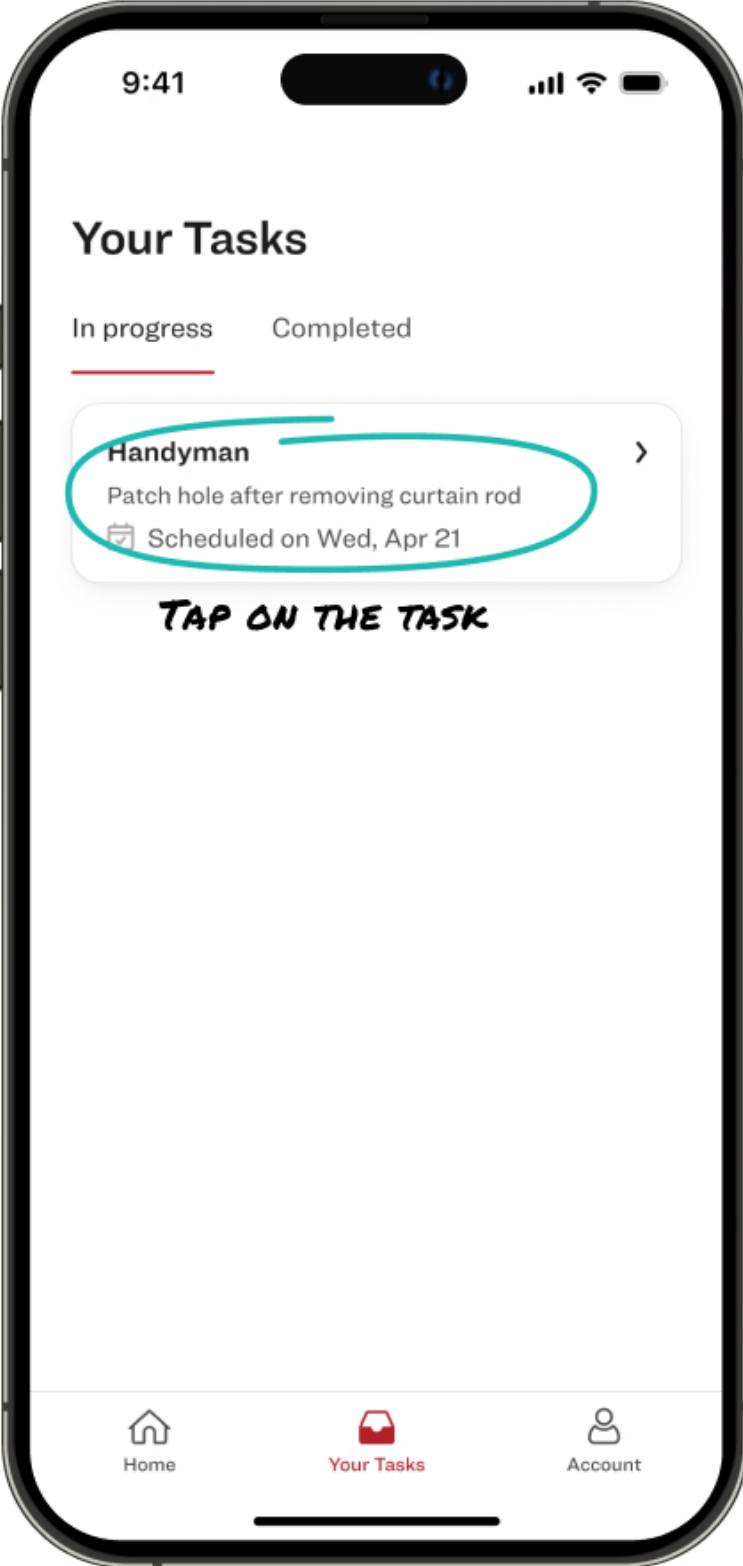 9:41
Your Tasks
In progress Completed
Handyman
Patch hole after removing curtain rod
Scheduled on Wed, Apr 21
TAP ON THE TASK
Home Your Tasks Account